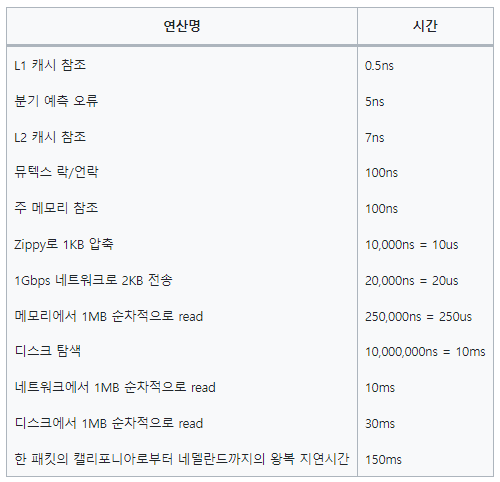 연산명 시간
L1 캐시 참조 0.5ns
분기 예측 오류 5ns
L2 캐시 참조 7ns
뮤텍스 락/언락 100ns
주 메모리 참조 100ns
Zippy로 1KB 압축 10,000ns = 10us
1Gbps 네트워크로 2KB 전송 20,000ns = 20us
메모리에서 1MB 순차적으로 read 250,000ns = 250us
디스크 탐색 10,000,000ns = 10ms
네트워크에서 1MB 순차적으로 read 10ms
디스크에서 1MB 순차적으로 read 30ms
한 패킷의 캘리포니아로부터 네델란드까지의 왕복 지연시간 150ms